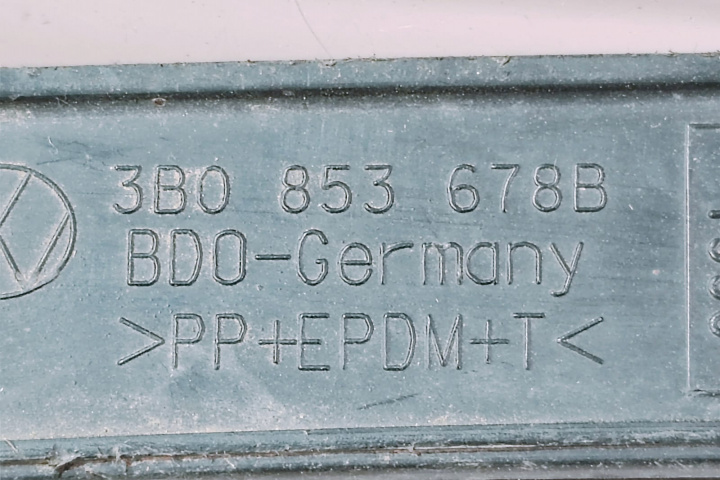 3B0 853 678B
BDO-Germany
>PP+EPDM+T<